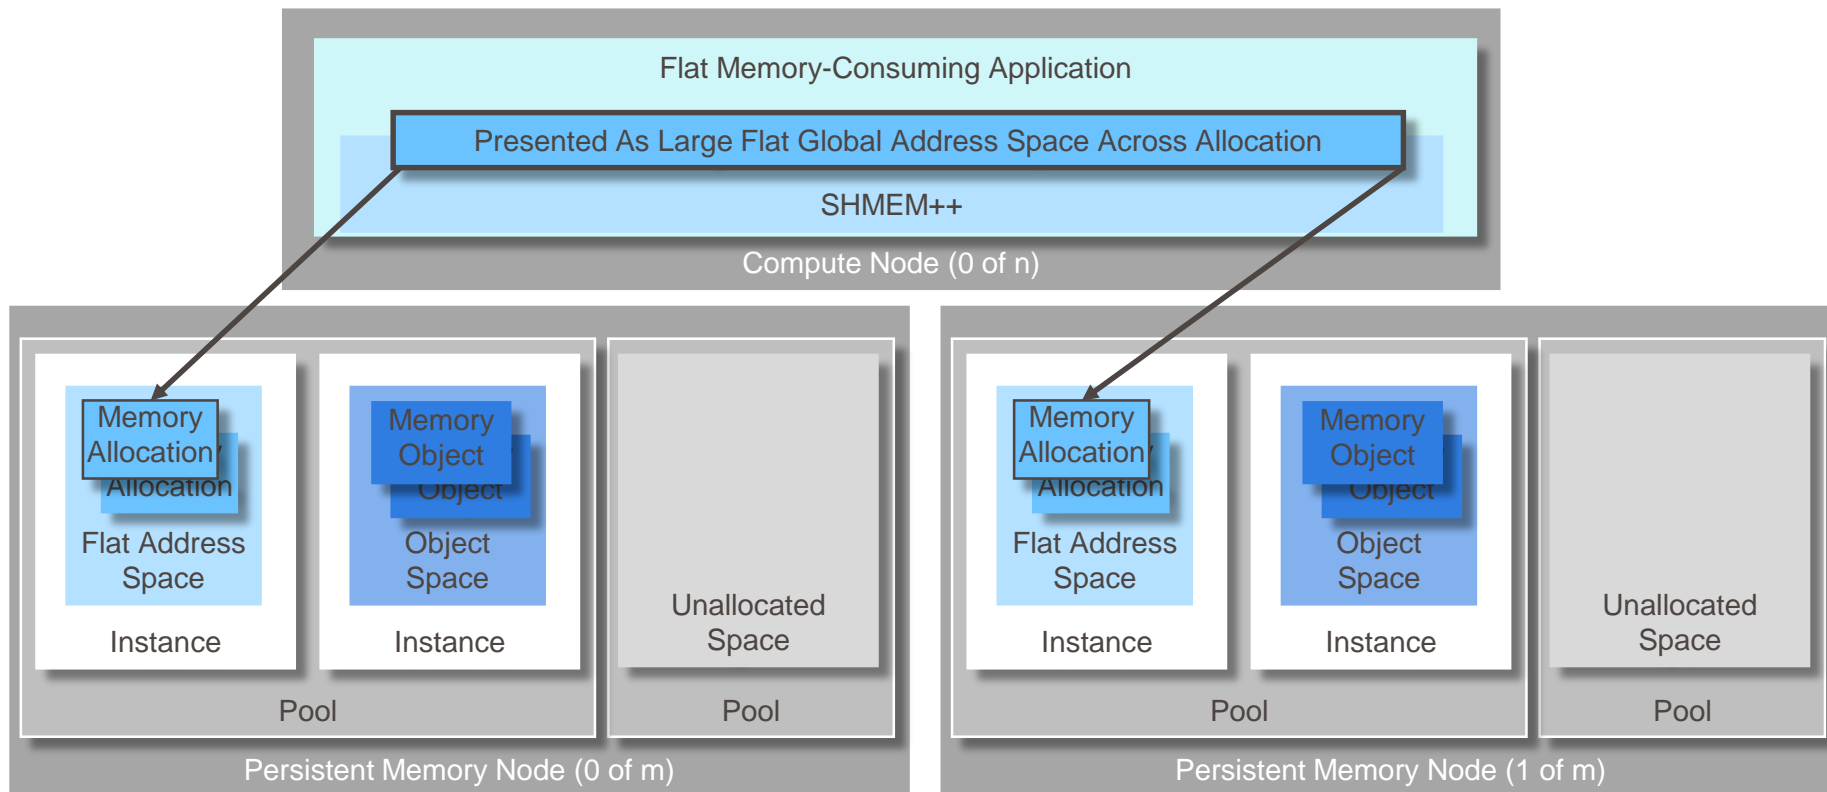 Flat Memory-Consuming Application
Presented As Large Flat Global Address Space Across Allocation
SHMEM++
Compute Node (0 of n)
Memory
Allocation
Allocation
Flat Address
Space
Instance
Memory
Object
Object
Object
Space
Instance
Pool
Unallocated
Space
Pool
Persistent Memory Node (0 of m)
Memory
Allocation
Allocation
Flat Address
Space
Instance
Memory
Object
Object
Object
Space
Instance
Pool
Unallocated
Space
Pool
Persistent Memory Node (1 of m)